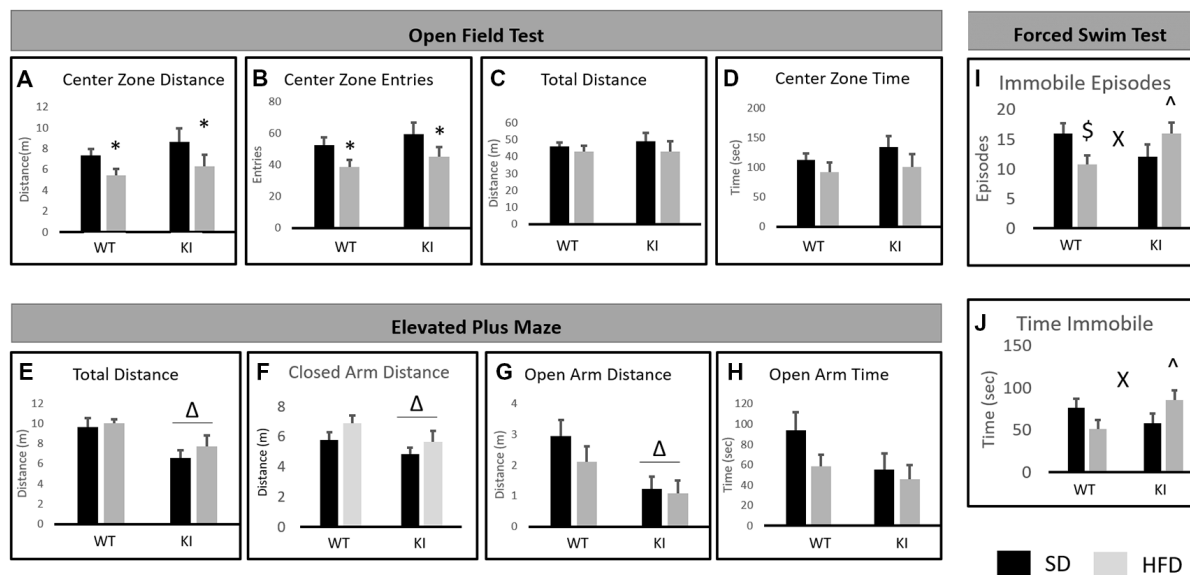 Open Field Test
Forced Swim Test
A Center Zone Distance
12
10
8
6
4
2
0
Distance(m)
*
*
WT KI
B Center Zone Entries
80
60
40
20
0
Entries
*
*
WT KI
C Total Distance
60
50
40
30
20
10
0
Distance (m)
WT KI
D Center Zone Time
200
150
100
50
0
Time (sec)
WT KI
I Immobile Episodes
20
15
10
5
0
Episodes
$ X ^
WT KI
Elevated Plus Maze
E Total Distance
12
10
8
6
4
2
0
Distance (m)
Δ
WT KI
F Closed Arm Distance
8
6
4
2
0
Distance (m)
Δ
WT KI
G Open Arm Distance
4
3
2
1
0
Distance (m)
Δ
WT KI
H Open Arm Time
120
100
80
60
40
20
0
Time (sec)
WT KI
J Time Immobile
150
100
50
0
Time (sec)
X ^
WT KI
SD HFD